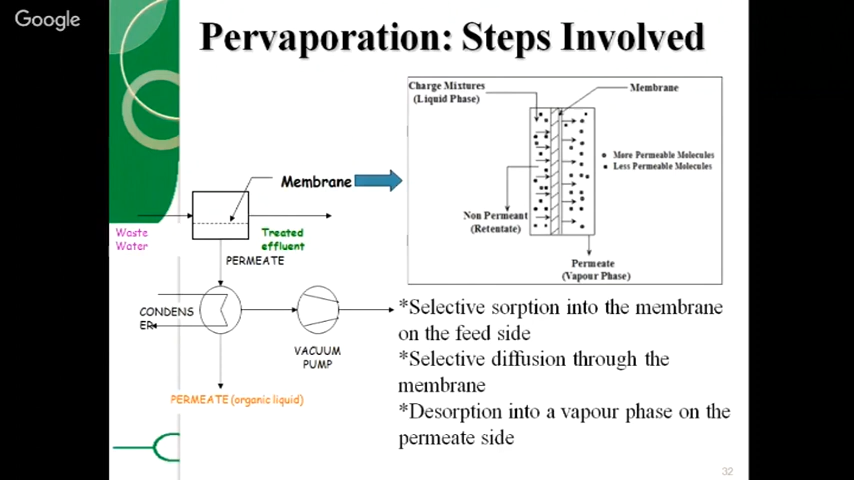 Google
Pervaporation: Steps Involved
Charge Mixtures
(Liquid Phase)
Membrane
More Permeable Molecules
Less Permeable Molecules
Non Permeant
(Retentate)
Permeate
(Vapour Phase)
Membrane
Waste
Water
Treated
effluent
PERMEATE
CONDENS
ER
VACUUM
PUMP
PERMEATE (organic liquid)
*Selective sorption into the membrane
on the feed side
*Selective diffusion through the
membrane
*Desorption into a vapour phase on the
permeate side
32